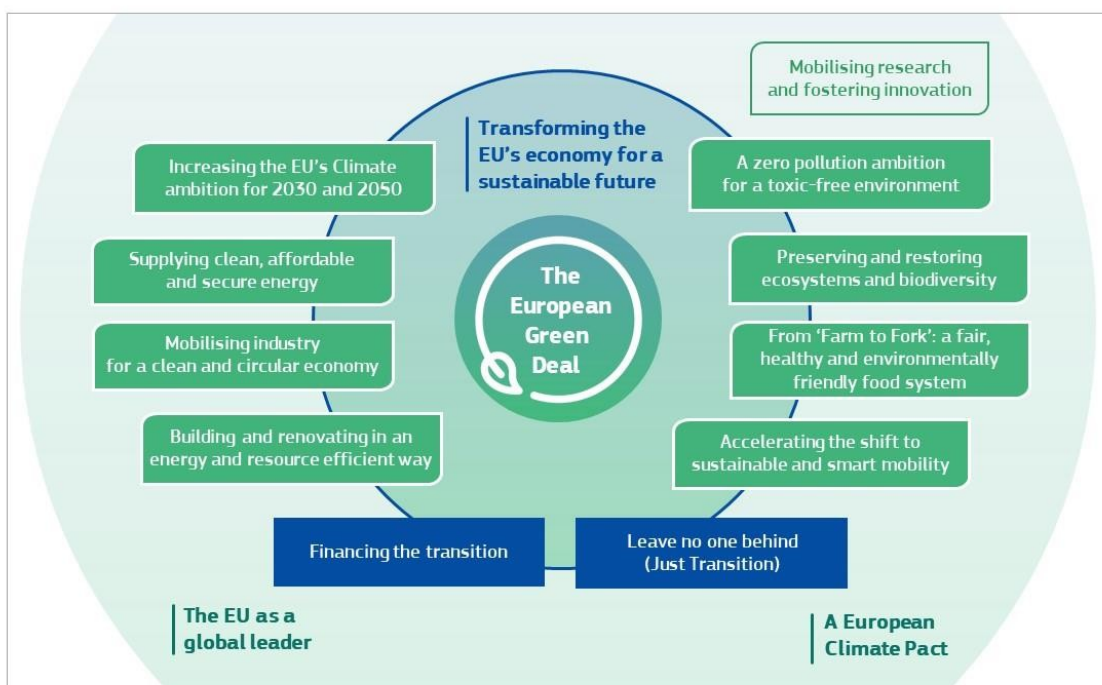 Mobilising research
and fostering innovation
Transforming the
EU's economy for a
sustainable future
Increasing the EU's Climate
ambition for 2030 and 2050
A zero pollution ambition
for a toxic-free environment
Supplying clean, affordable
and secure energy
Preserving and restoring
ecosystems and biodiversity
The
European
Green
Deal
Mobilising industry
for a clean and circular economy
From ‘Farm to Fork’: a fair,
healthy and environmentally
friendly food system
Building and renovating in an
energy and resource efficient way
Accelerating the shift to
sustainable and smart mobility
Financing the transition
Leave no one behind
(Just Transition)
The EU as a
global leader
A European
Climate Pact